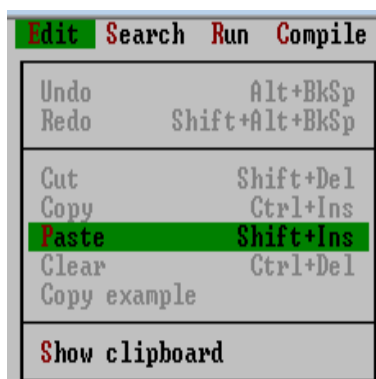 Edit Search Run Compile
Undo Alt+BkSp
Redo Shift+Alt+BkSp
Cut Shift+Del
Copy Ctrl+Ins
Paste Shift+Ins
Clear Ctrl+Del
Copy example
Show clipboard